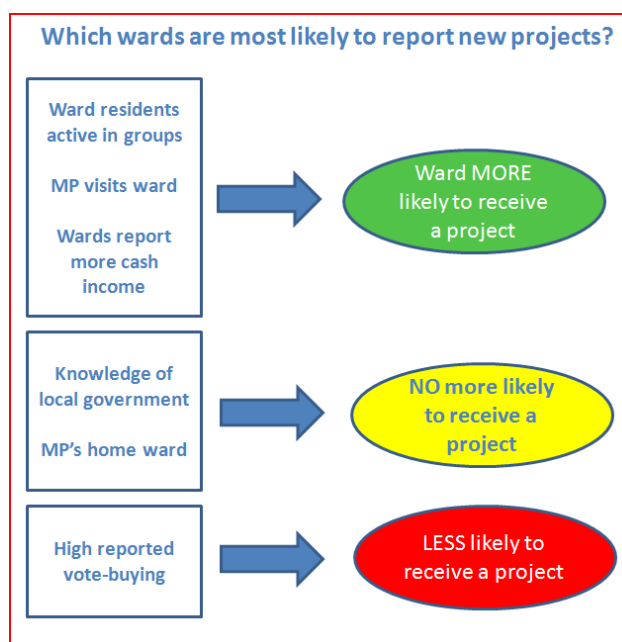 Which wards are most likely to report new projects?
Ward residents
active in groups
MP visits ward
Wards report
more cash
income
Ward MORE
likely to receive
a project
Knowledge of
local government
MP's home ward
NO more likely
to receive a
project
High reported
vote-buying
LESS likely to
receive a project